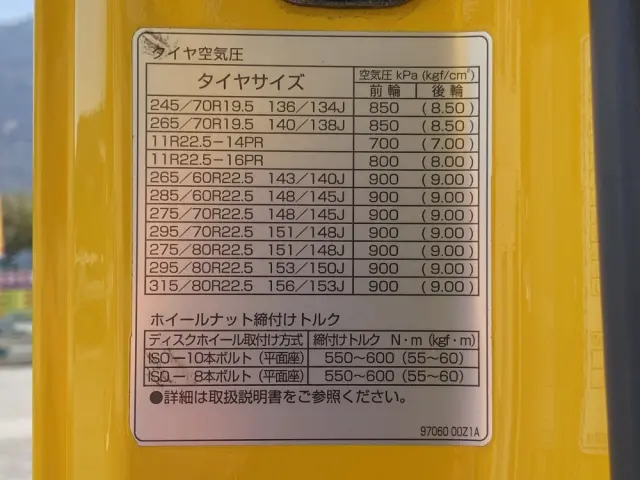 タイヤ空気圧
タイヤサイズ 空気圧 kPa (kgf/cm²)
前輪 後輪
245/70R19.5 136/134J 850 (8.50)
265/70R19.5 140/138J 850 (8.50)
11R22.5-14PR 700 (7.00)
11R22.5-16PR 800 (8.00)
265/60R22.5 143/140J 900 (9.00)
285/60R22.5 148/145J 900 (9.00)
275/70R22.5 148/145J 900 (9.00)
295/70R22.5 151/148J 900 (9.00)
275/80R22.5 151/148J 900 (9.00)
295/80R22.5 153/150J 900 (9.00)
315/80R22.5 156/153J 900 (9.00)
ホイールナット締付けトルク
ディスクホイール取付け方式 締付けトルク N・m (kgf・m)
ISO-10本ボルト(平面座) 550~600 (55~60)
ISO- 8本ボルト(平面座) 550~600 (55~60)
●詳細は取扱説明書をご参照ください。
97060 00Z1A